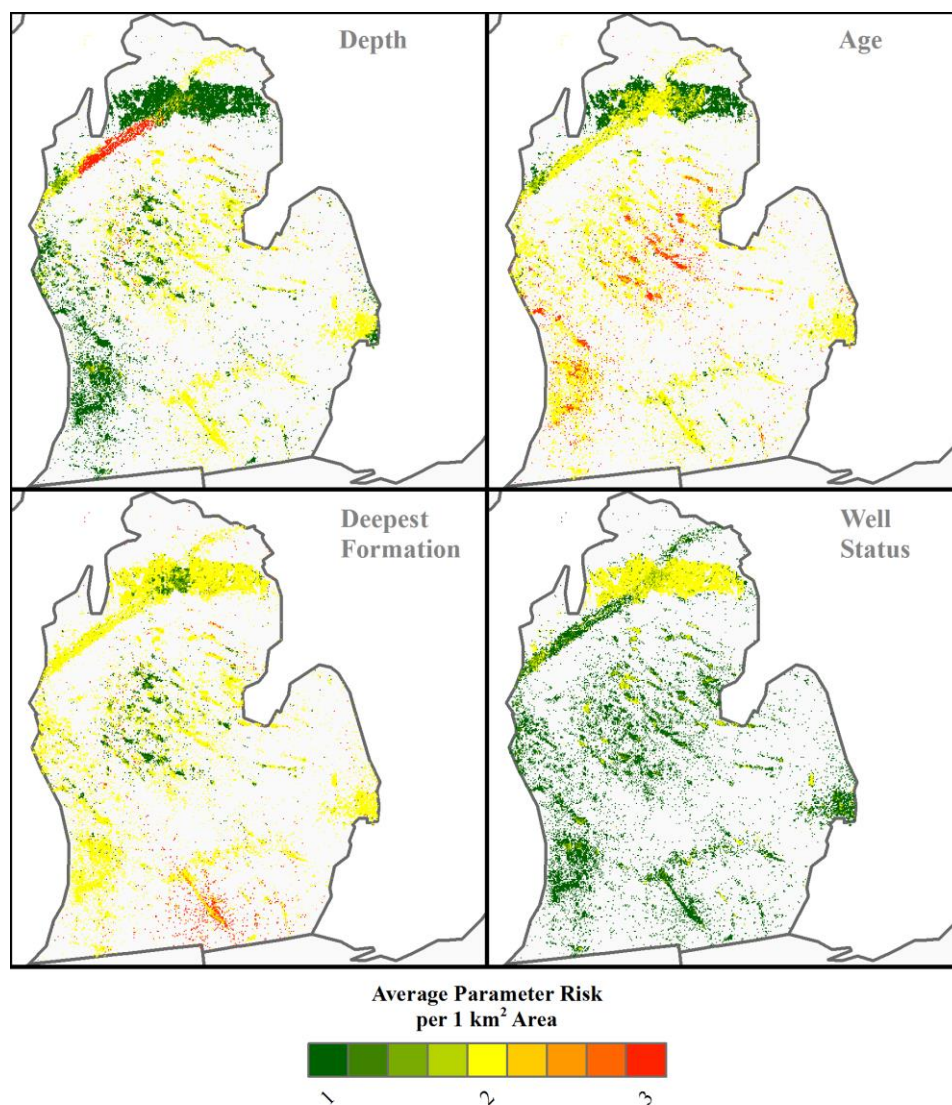 Depth
Age
Deepest
Formation
Well
Status
Average Parameter Risk
per 1 km² Area
1
2
3